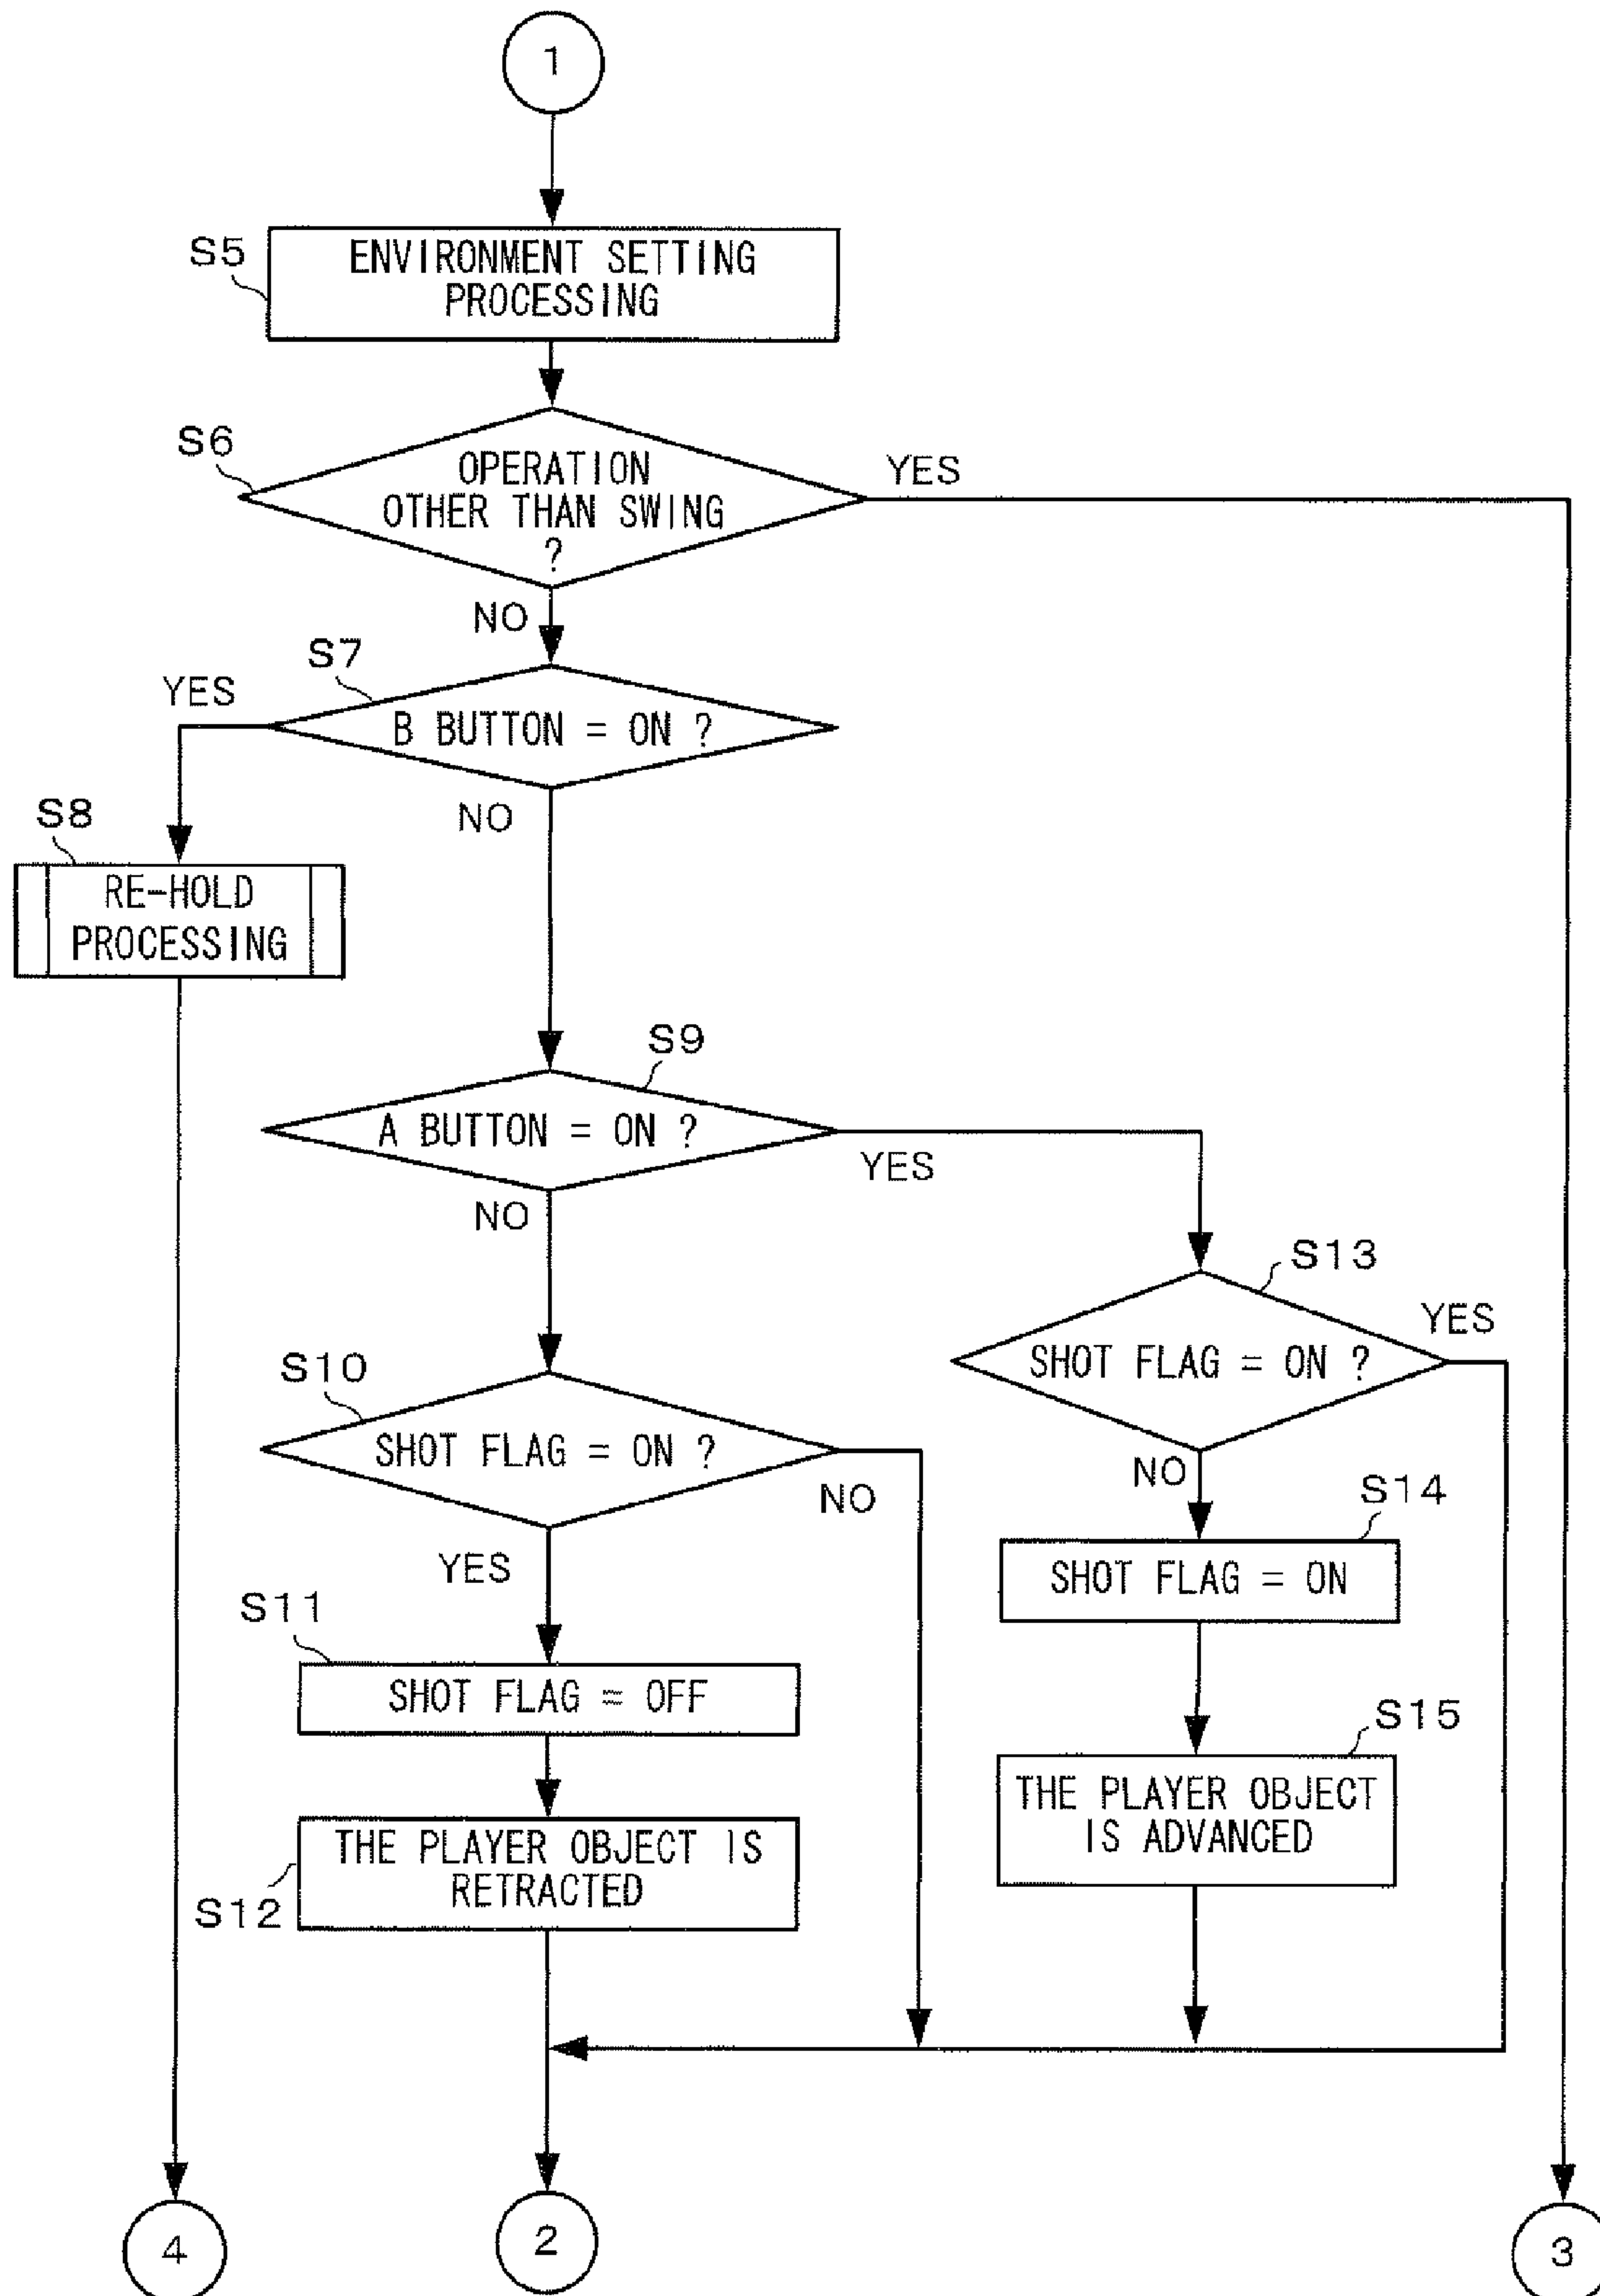 1
S5
ENVIRONMENT SETTING
PROCESSING
S6
OPERATION
OTHER THAN SWING
?
YES
NO
S7
YES
B BUTTON = ON ?
NO
S8
RE-HOLD
PROCESSING
S9
A BUTTON = ON ?
YES
NO
S13
SHOT FLAG = ON ?
YES
NO
S10
SHOT FLAG = ON ?
NO
YES
S14
SHOT FLAG = ON
S11
SHOT FLAG = OFF
S15
THE PLAYER OBJECT
IS ADVANCED
THE PLAYER OBJECT IS
RETRACTED
S12
4
2
3